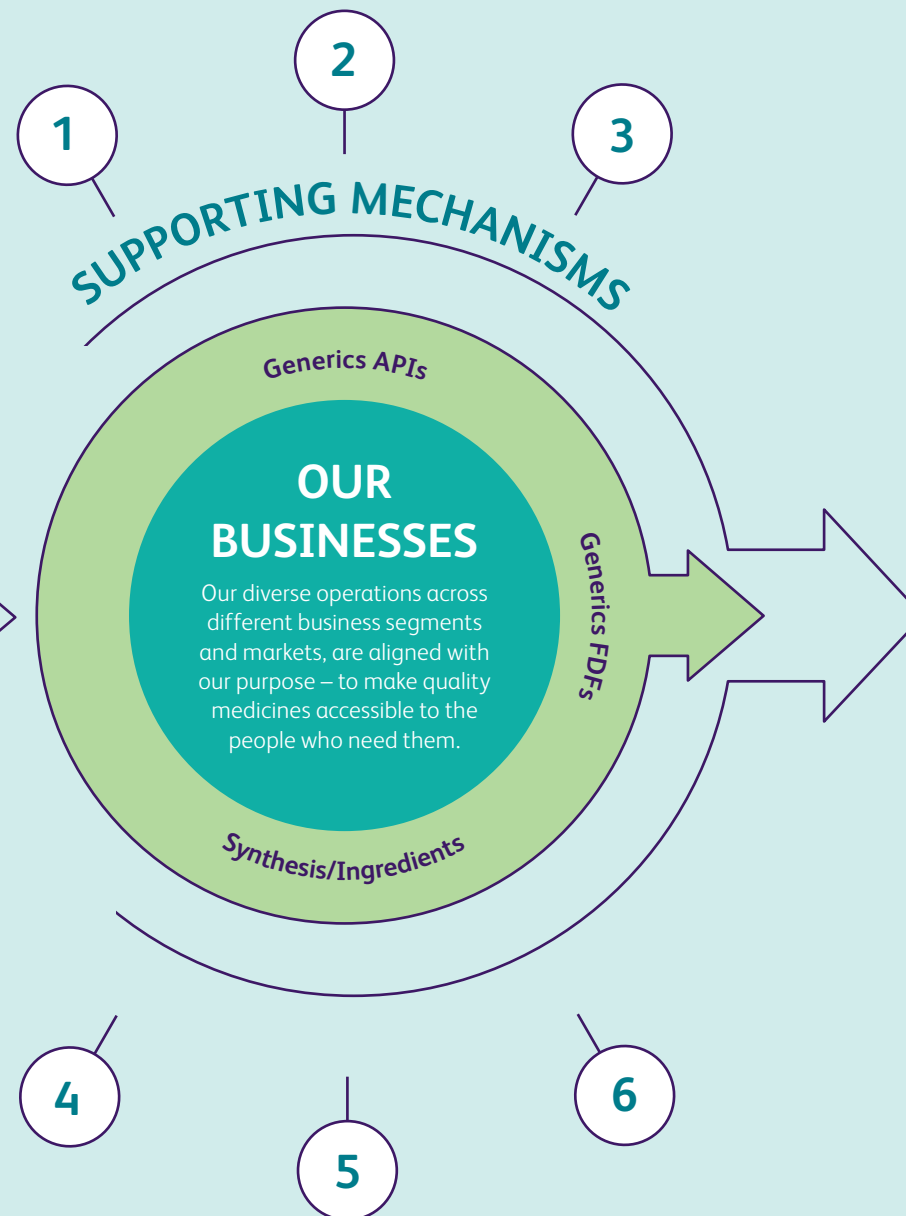 2
1
3
SUPPORTING MECHANISMS
Generics APIs
OUR
BUSINESSES
Our diverse operations across
different business segments
and markets, are aligned with
our purpose – to make quality
medicines accessible to the
people who need them.
Generics FDFs
Synthesis/Ingredients
4
5
6